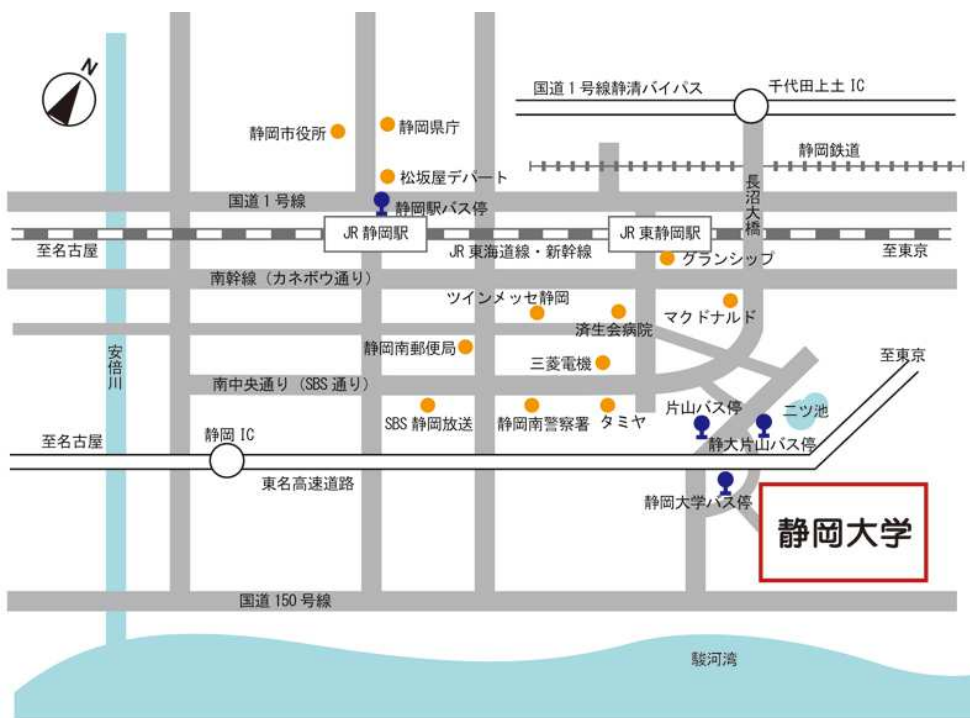 N
国道1号線静清バイパス
千代田上土IC
静岡市役所
静岡県庁
静岡鉄道
松坂屋デパート
長沼大橋
国道1号線
静岡駅バス停
JR 静岡駅
JR 東静岡駅
至名古屋
JR 東海道線・新幹線
至東京
グランシップ
南幹線（カネボウ通り）
ツインメッセ静岡
済生会病院
マクドナルド
安倍川
静岡南郵便局
三菱電機
至東京
南中央通り（SBS 通り）
SBS 静岡放送
静岡南警察署
タミヤ
片山バス停
二ツ池
静大片山バス停
至名古屋
静岡 IC
東名高速道路
静岡大学バス停
静岡大学
国道 150 号線
駿河湾